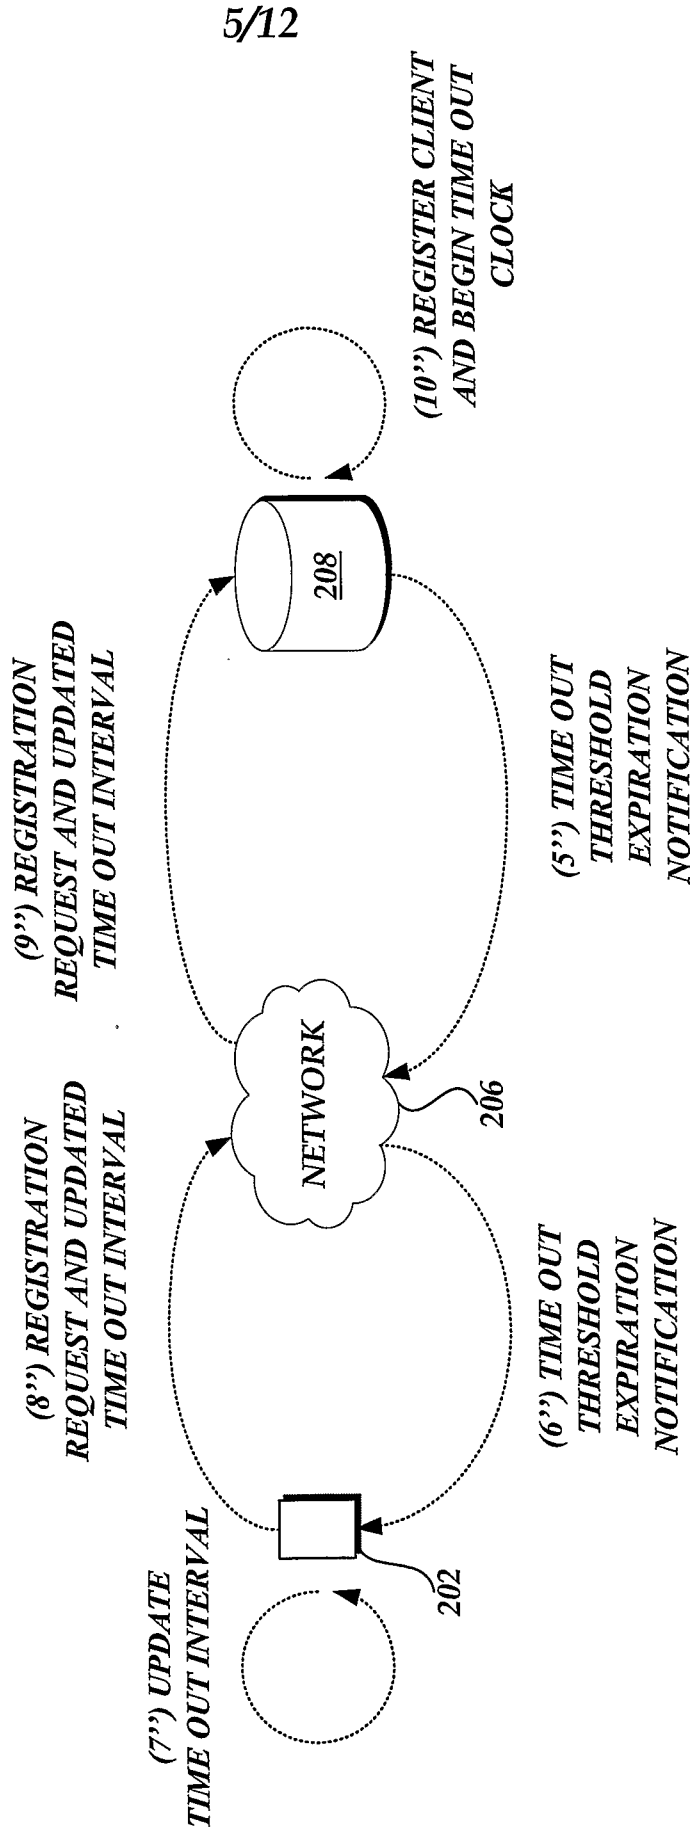 5/12
(7”) UPDATE
TIME OUT INTERVAL
(8”) REGISTRATION
REQUEST AND UPDATED
TIME OUT INTERVAL
(9”) REGISTRATION
REQUEST AND UPDATED
TIME OUT INTERVAL
202
NETWORK
206
208
(10”) REGISTER CLIENT
AND BEGIN TIME OUT
CLOCK
(6”) TIME OUT
THRESHOLD
EXPIRATION
NOTIFICATION
(5”) TIME OUT
THRESHOLD
EXPIRATION
NOTIFICATION